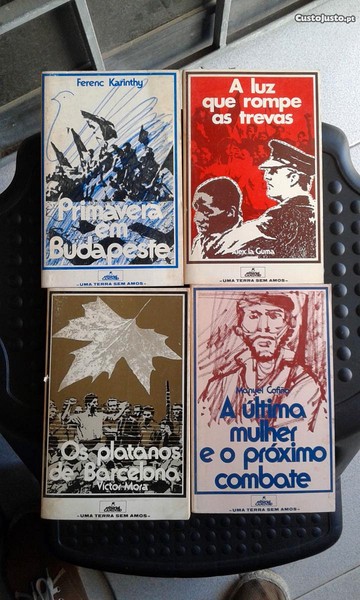 CustoJusto.pt
Ferenc Karinthy
Primavera
em
Budapeste
-UMA TERRA SEM AMOS-
A luz
que rompe
as trevas
Alex la Guma
-UMA TERRA SEM AMOS-
Os plátanos
de Barcelona
Víctor Mora
-UMA TERRA SEM AMOS-
Manuel Cofiño
A última
mulher
e o próximo
combate
-UMA TERRA SEM AMOS-